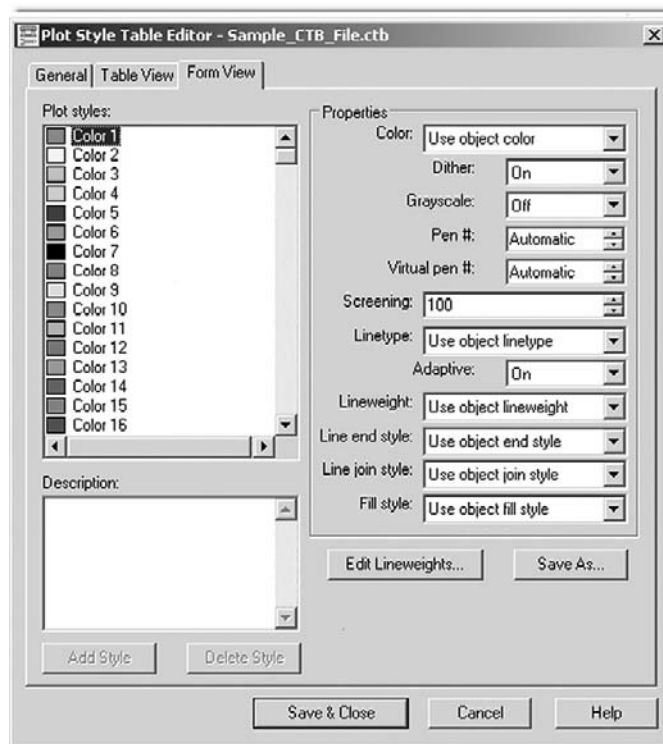 Plot Style Table Editor - Sample_CTB_File.ctb
General Table View Form View
Plot styles:
Color 1
Color 2
Color 3
Color 4
Color 5
Color 6
Color 7
Color 8
Color 9
Color 10
Color 11
Color 12
Color 13
Color 14
Color 15
Color 16
Description:
Add Style Delete Style
Properties
Color: Use object color
Dither: On
Grayscale: Off
Pen #: Automatic
Virtual pen #: Automatic
Screening: 100
Linetype: Use object linetype
Adaptive: On
Lineweight: Use object lineweight
Line end style: Use object end style
Line join style: Use object join style
Fill style: Use object fill style
Edit Lineweights... Save As...
Save & Close Cancel Help